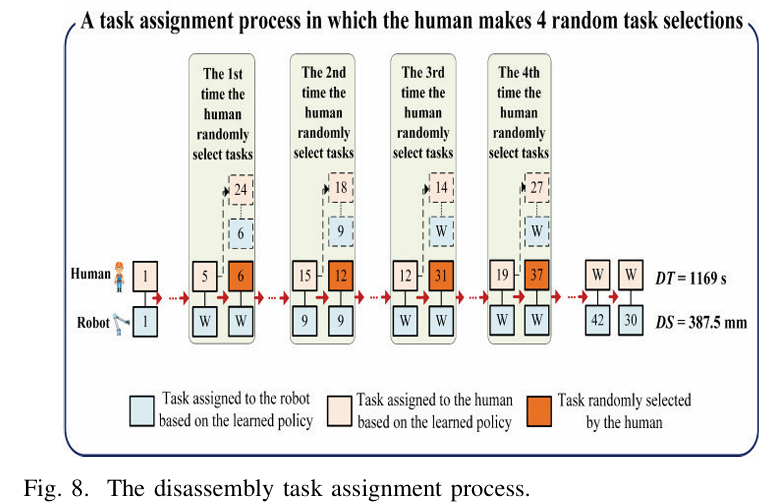 A task assignment process in which the human makes 4 random task selections
The 1st
time the
human
randomly
select tasks
The 2nd
time the
human
randomly
select tasks
The 3rd
time the
human
randomly
select tasks
The 4th
time the
human
randomly
select tasks
24
18
14
27
6
9
W
W
Human 1 5 6 15 12 12 31 19 37 W W DT = 1169 s
Robot 1 W W 9 9 W W W W 42 30 DS = 387.5 mm
Task assigned to the robot
based on the learned policy
Task assigned to the human
based on the learned policy
Task randomly selected
by the human
Fig. 8. The disassembly task assignment process.